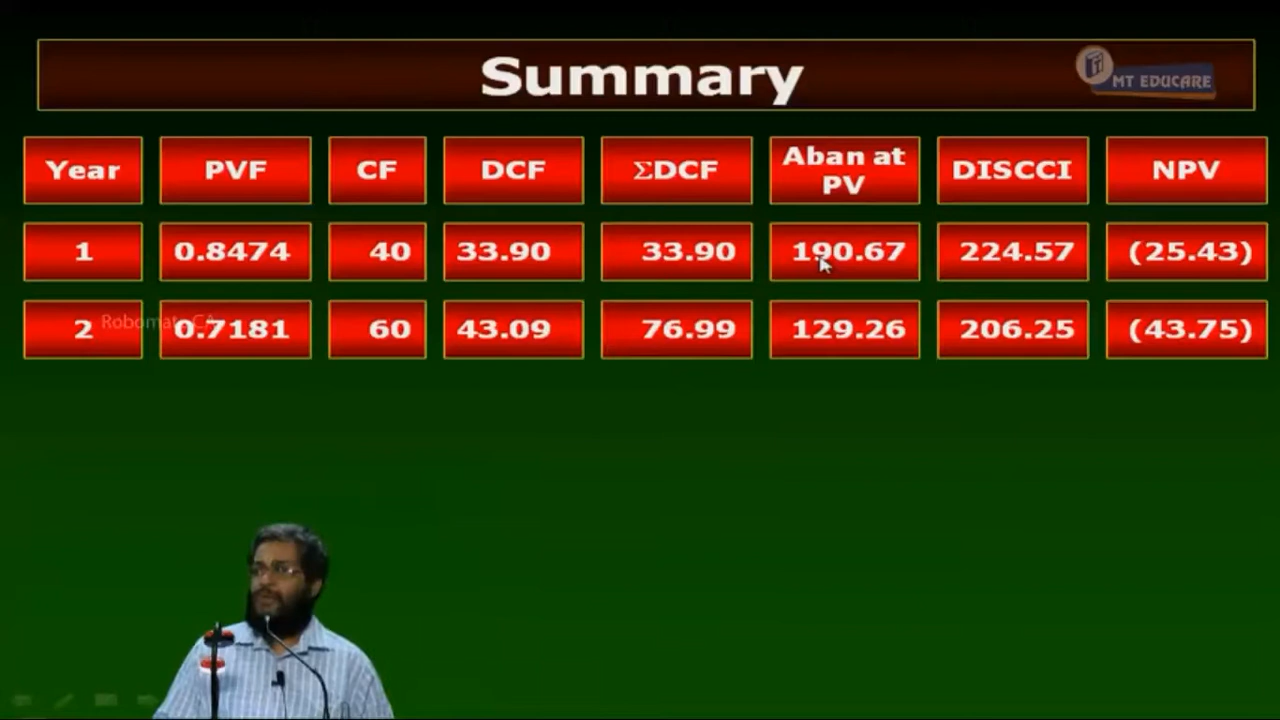 Summary
MT EDUCARE
Year PVF CF DCF ΣDCF Aban at PV DISCCI NPV
1 0.8474 40 33.90 33.90 190.67 224.57 (25.43)
2 0.7181 60 43.09 76.99 129.26 206.25 (43.75)
Robomate CA